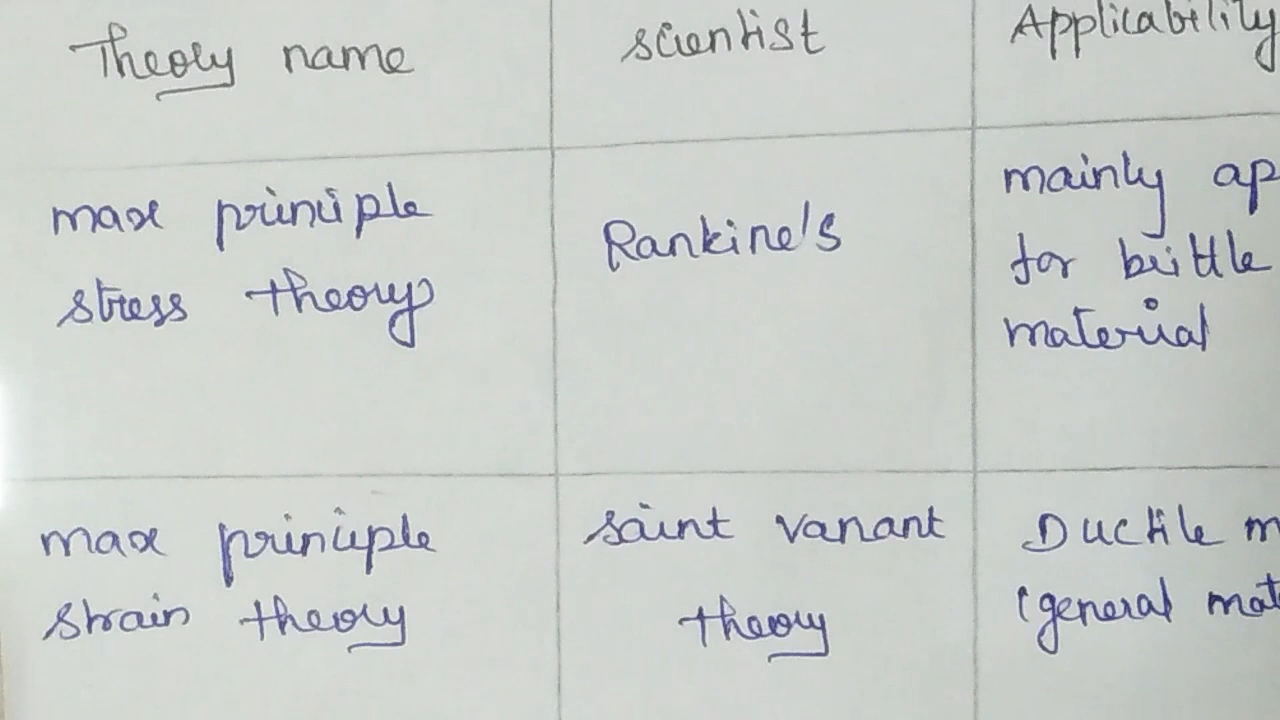 Theory name
scientist
Applicability
max principle
stress theory
Rankine's
mainly ap
for brittle
material
max principle
strain theory
saint vanant
theory
Ductile m
(general mat